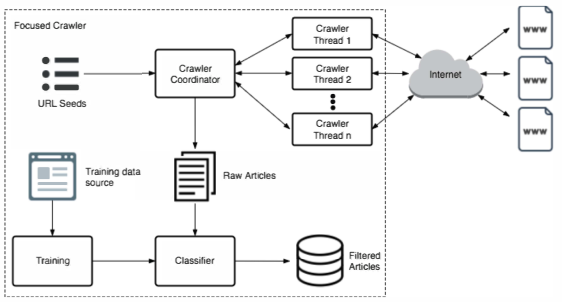 Focused Crawler
Crawler
Thread 1
www
Crawler
Coordinator
Crawler
Thread 2
Internet
www
URL Seeds
Crawler
Thread n
www
Training data
source
Raw Articles
Training
Classifier
Filtered
Articles